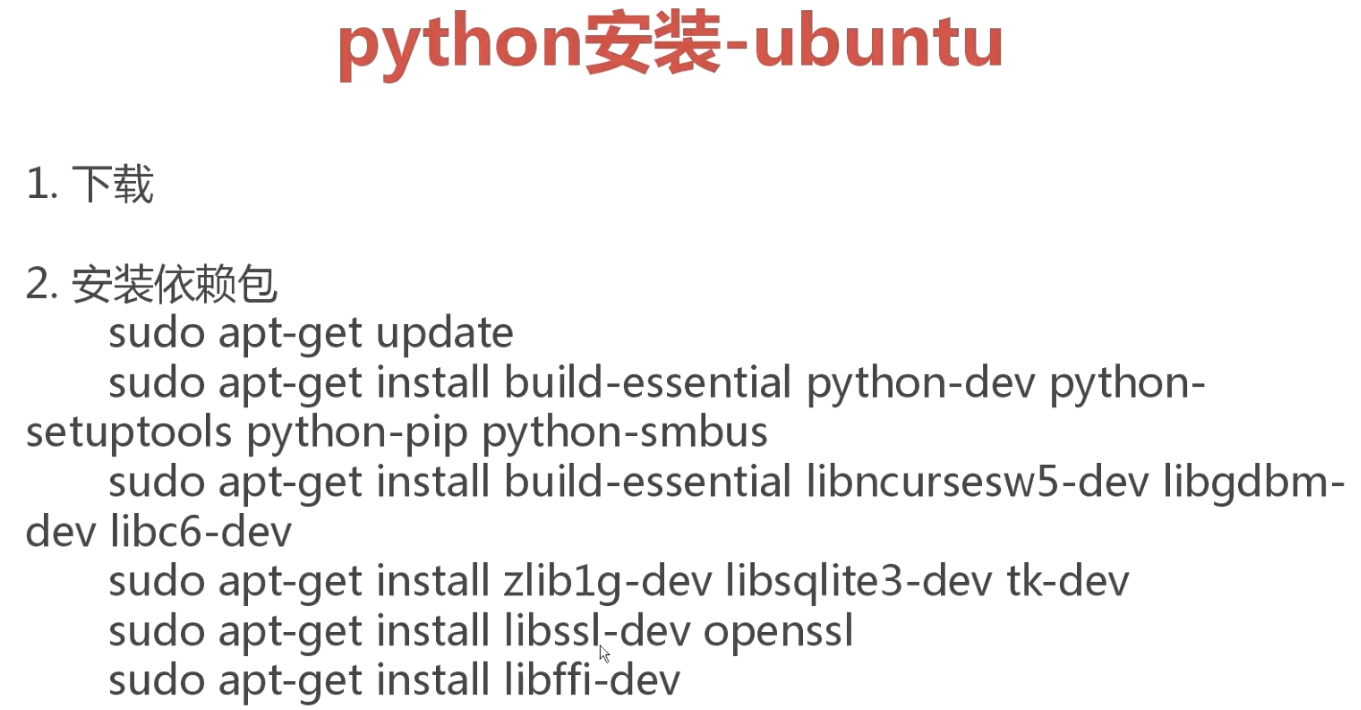 python安装-ubuntu
1. 下载
2. 安装依赖包
sudo apt-get update
sudo apt-get install build-essential python-dev python-
setuptools python-pip python-smbus
sudo apt-get install build-essential libncursesw5-dev libgdbm-
dev libc6-dev
sudo apt-get install zlib1g-dev libsqlite3-dev tk-dev
sudo apt-get install libssl-dev openssl
sudo apt-get install libffi-dev